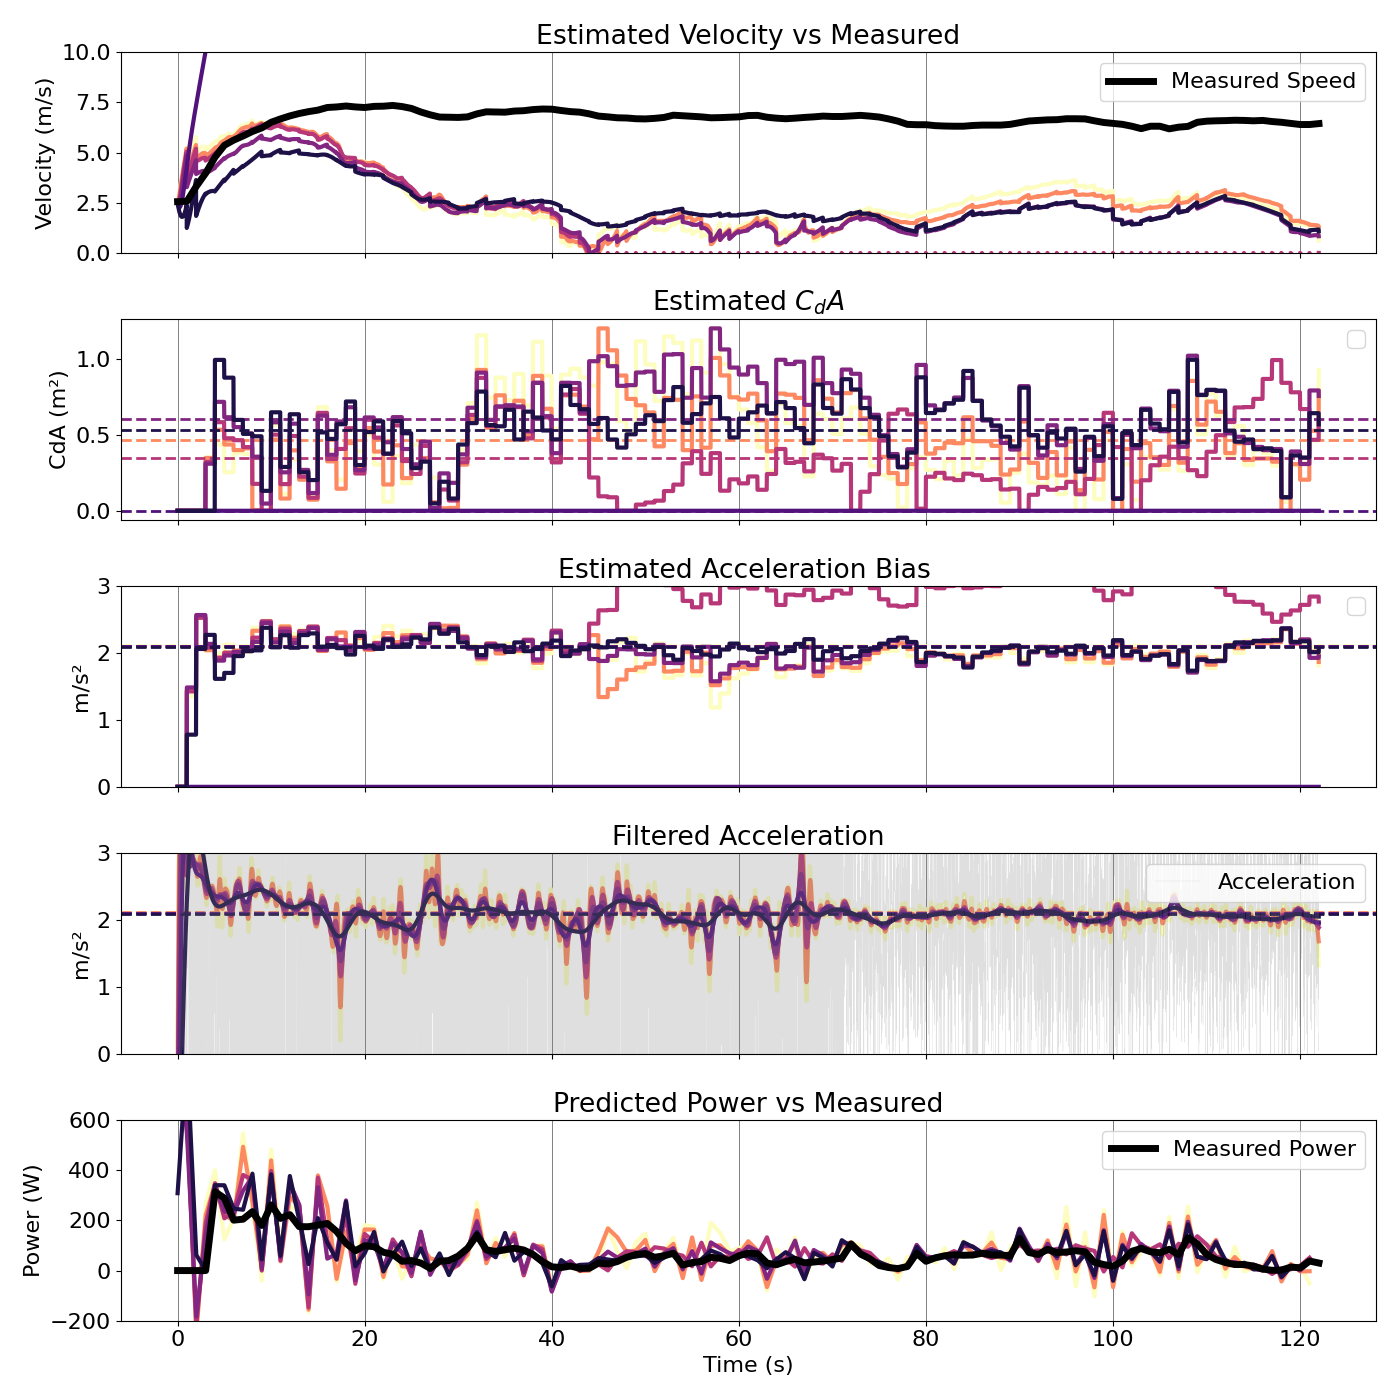 Estimated Velocity vs Measured
Velocity (m/s)
10.0
7.5
5.0
2.5
0.0
Measured Speed
Estimated CdA
CdA (m²)
1.0
0.5
0.0
Estimated Acceleration Bias
m/s²
3
2
1
0
Filtered Acceleration
m/s²
3
2
1
0
Acceleration
Predicted Power vs Measured
Power (W)
600
400
200
0
−200
Measured Power
0 20 40 60 80 100 120
Time (s)